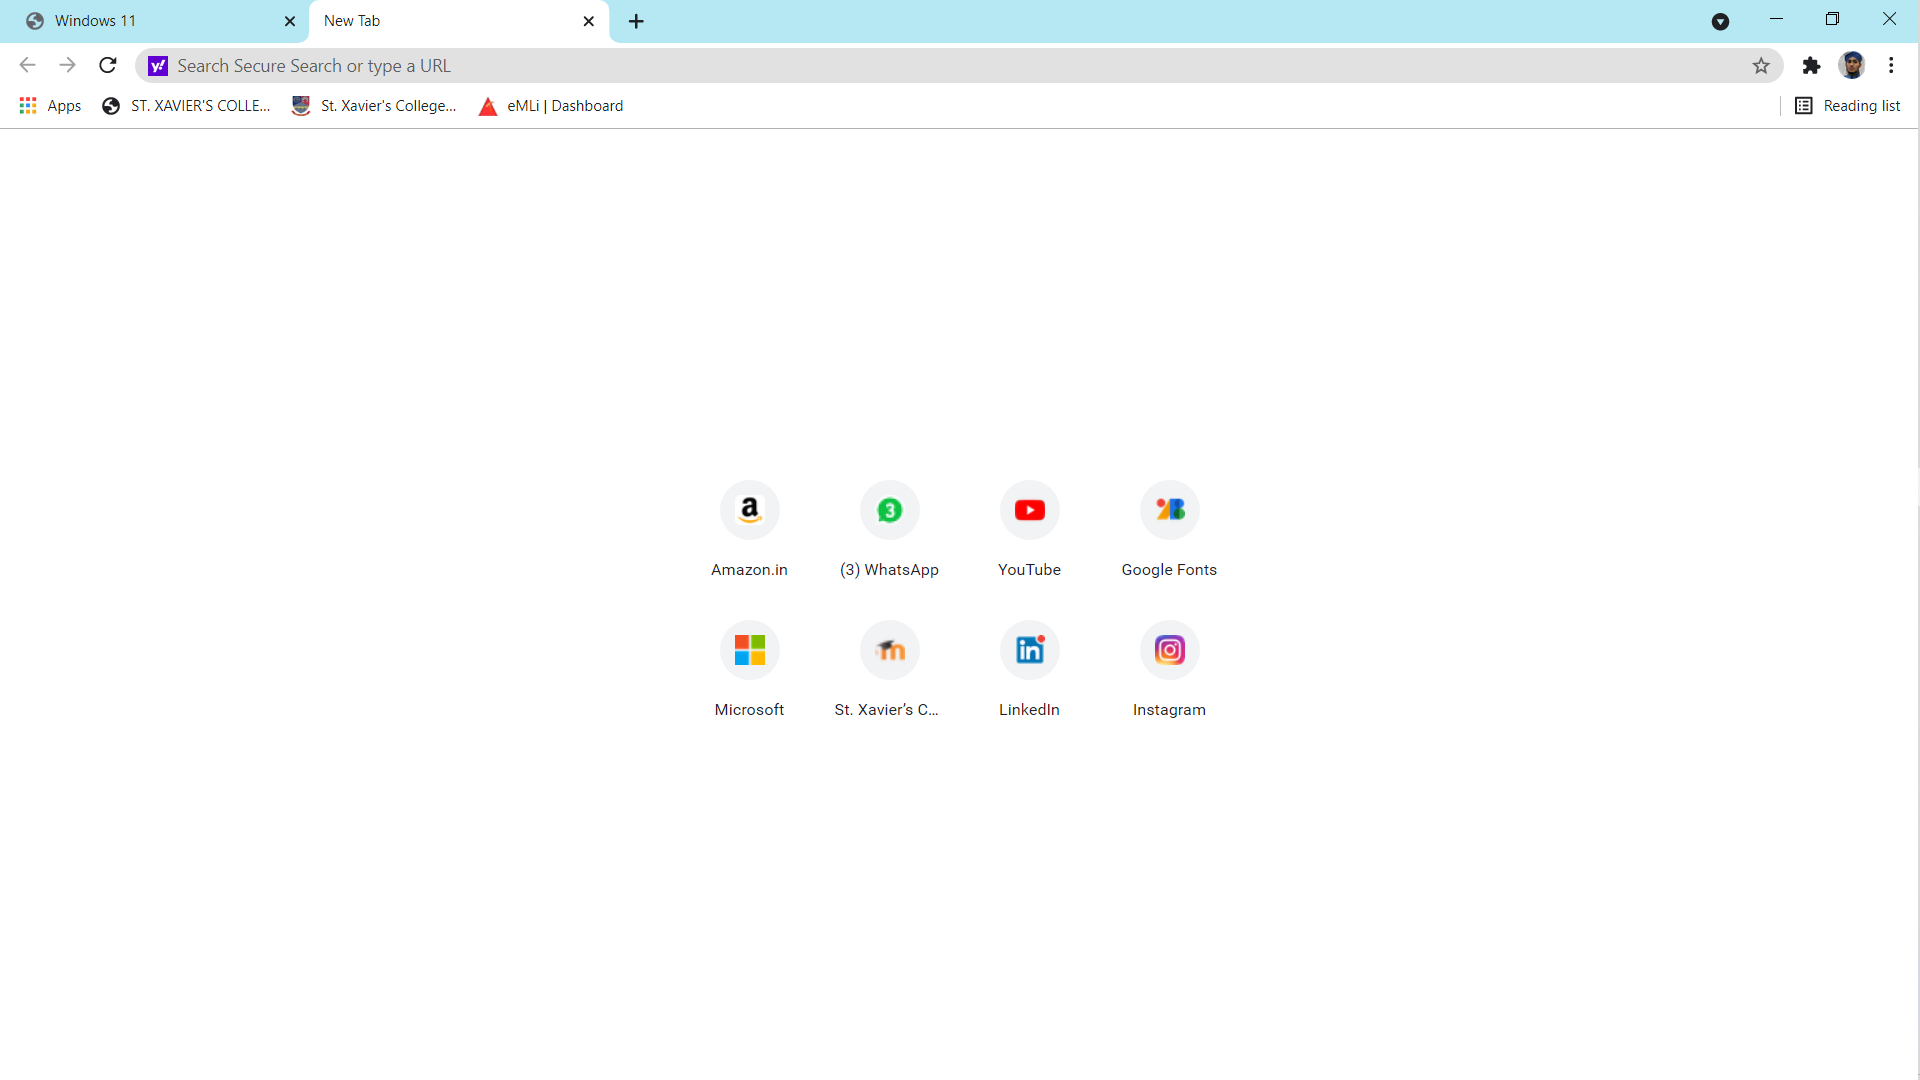 Windows 11
New Tab
Search Secure Search or type a URL
Apps
ST. XAVIER'S COLLE...
St. Xavier's College...
eMLi | Dashboard
Reading list
Amazon.in
(3) WhatsApp
YouTube
Google Fonts
Microsoft
St. Xavier’s C...
LinkedIn
Instagram